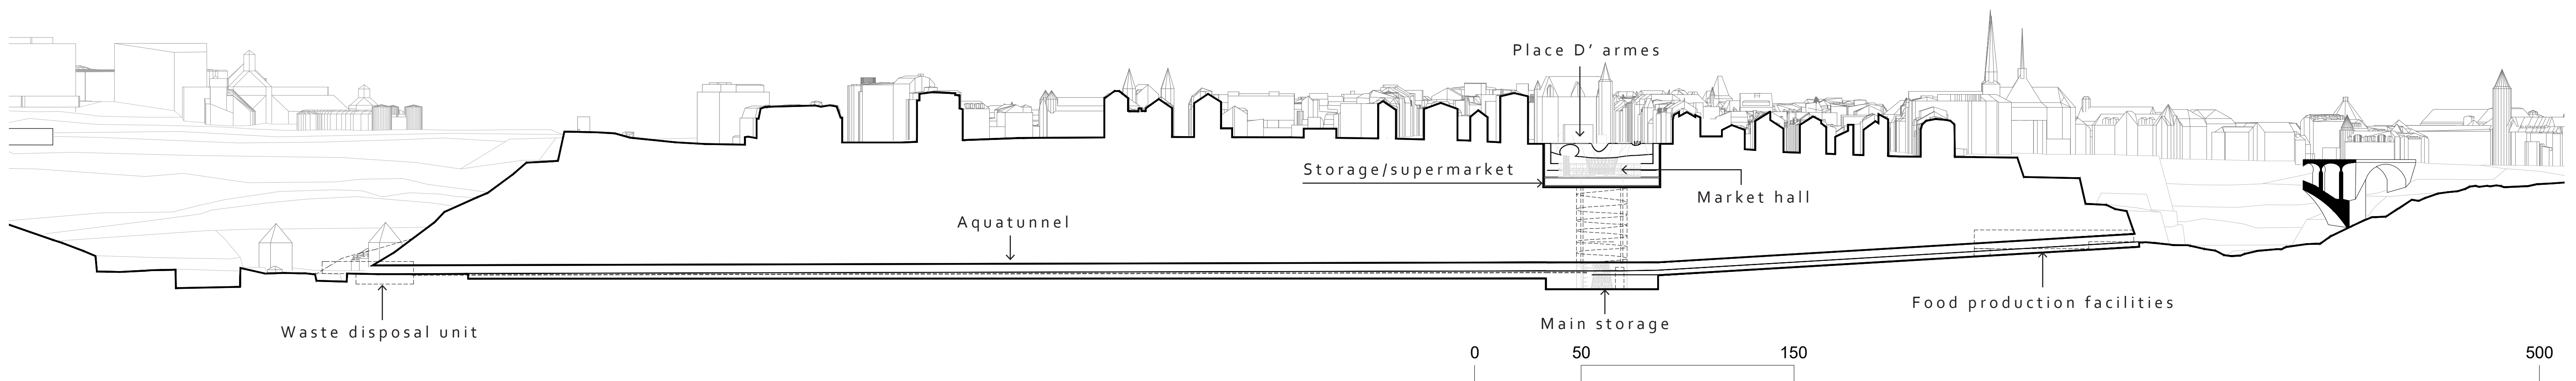 Place D' armes
Storage/supermarket
Market hall
Aquatunnel
Food production facilities
Main storage
Waste disposal unit
0 50 150 500